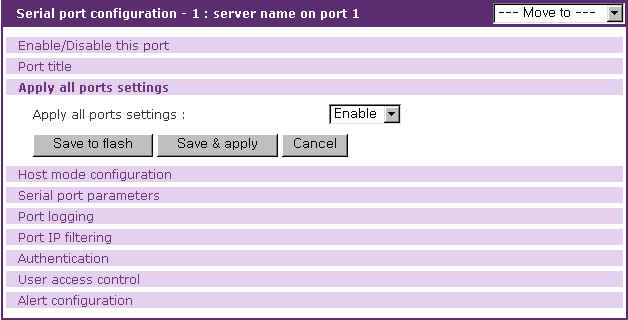 Serial port configuration - 1 : server name on port 1 --- Move to ---
Enable/Disable this port
Port title
Apply all ports settings
Apply all ports settings : Enable
Save to flash Save & apply Cancel
Host mode configuration
Serial port parameters
Port logging
Port IP filtering
Authentication
User access control
Alert configuration